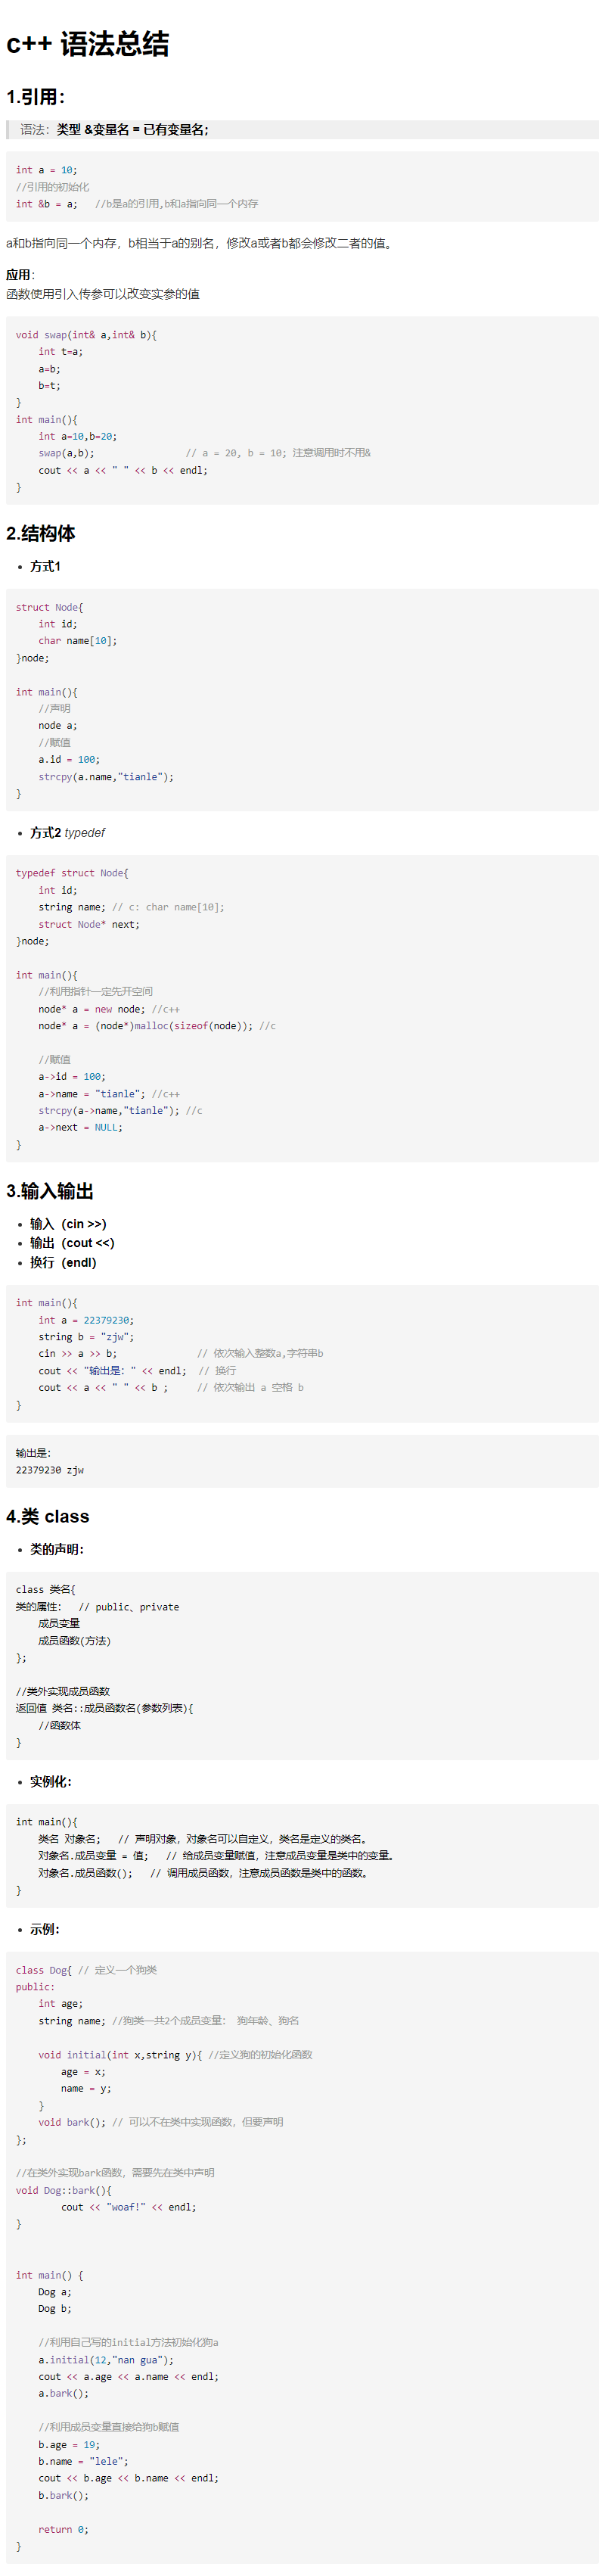 c++ 语法总结
1.引用：
语法：类型 &变量名 = 已有变量名;
int a = 10;
//引用的初始化
int &b = a;   //b是a的引用,b和a指向同一个内存
a和b指向同一个内存，b相当于a的别名，修改a或者b都会修改二者的值。
应用：
函数使用引入传参可以改变实参的值
void swap(int& a,int& b){
    int t=a;
    a=b;
    b=t;
}
int main(){
    int a=10,b=20;
    swap(a,b);                // a = 20, b = 10; 注意调用时不用&
    cout << a << " " << b << endl;
}
2.结构体
• 方式1
struct Node{
    int id;
    char name[10];
}node;

int main(){
    //声明
    node a;
    //赋值
    a.id = 100;
    strcpy(a.name,"tianle");
}
• 方式2 typedef
typedef struct Node{
    int id;
    string name; // c: char name[10];
    struct Node* next;
}node;

int main(){
    //利用指针一定先开空间
    node* a = new node; //c++
    node* a = (node*)malloc(sizeof(node)); //c

    //赋值
    a->id = 100;
    a->name = "tianle"; //c++
    strcpy(a->name,"tianle"); //c
    a->next = NULL;
}
3.输入输出
• 输入（cin >>）
• 输出（cout <<）
• 换行（endl）
int main(){
    int a = 22379230;
    string b = "zjw";
    cin >> a >> b;              // 依次输入整数a,字符串b
    cout << "输出是：" << endl;  // 换行
    cout << a << " " << b ;     // 依次输出 a 空格 b
}
输出是：
22379230 zjw
4.类 class
• 类的声明：
class 类名{
类的属性：  // public、private
    成员变量
    成员函数(方法)
};

//类外实现成员函数
返回值 类名::成员函数名(参数列表){
    //函数体
}
• 实例化：
int main(){
    类名 对象名;   // 声明对象，对象名可以自定义，类名是定义的类名。
    对象名.成员变量 = 值;   // 给成员变量赋值，注意成员变量是类中的变量。
    对象名.成员函数();   // 调用成员函数，注意成员函数是类中的函数。
}
• 示例：
class Dog{ // 定义一个狗类
public:
    int age;
    string name; //狗类一共2个成员变量： 狗年龄、狗名

    void initial(int x,string y){ //定义狗的初始化函数
        age = x;
        name = y;
    }
    void bark(); // 可以不在类中实现函数，但要声明
};

//在类外实现bark函数，需要先在类中声明
void Dog::bark(){
        cout << "woaf!" << endl;
}

int main() {
    Dog a;
    Dog b;

    //利用自己写的initial方法初始化狗a
    a.initial(12,"nan gua");
    cout << a.age << a.name << endl;
    a.bark();

    //利用成员变量直接给狗b赋值
    b.age = 19;
    b.name = "lele";
    cout << b.age << b.name << endl;
    b.bark();

    return 0;
}